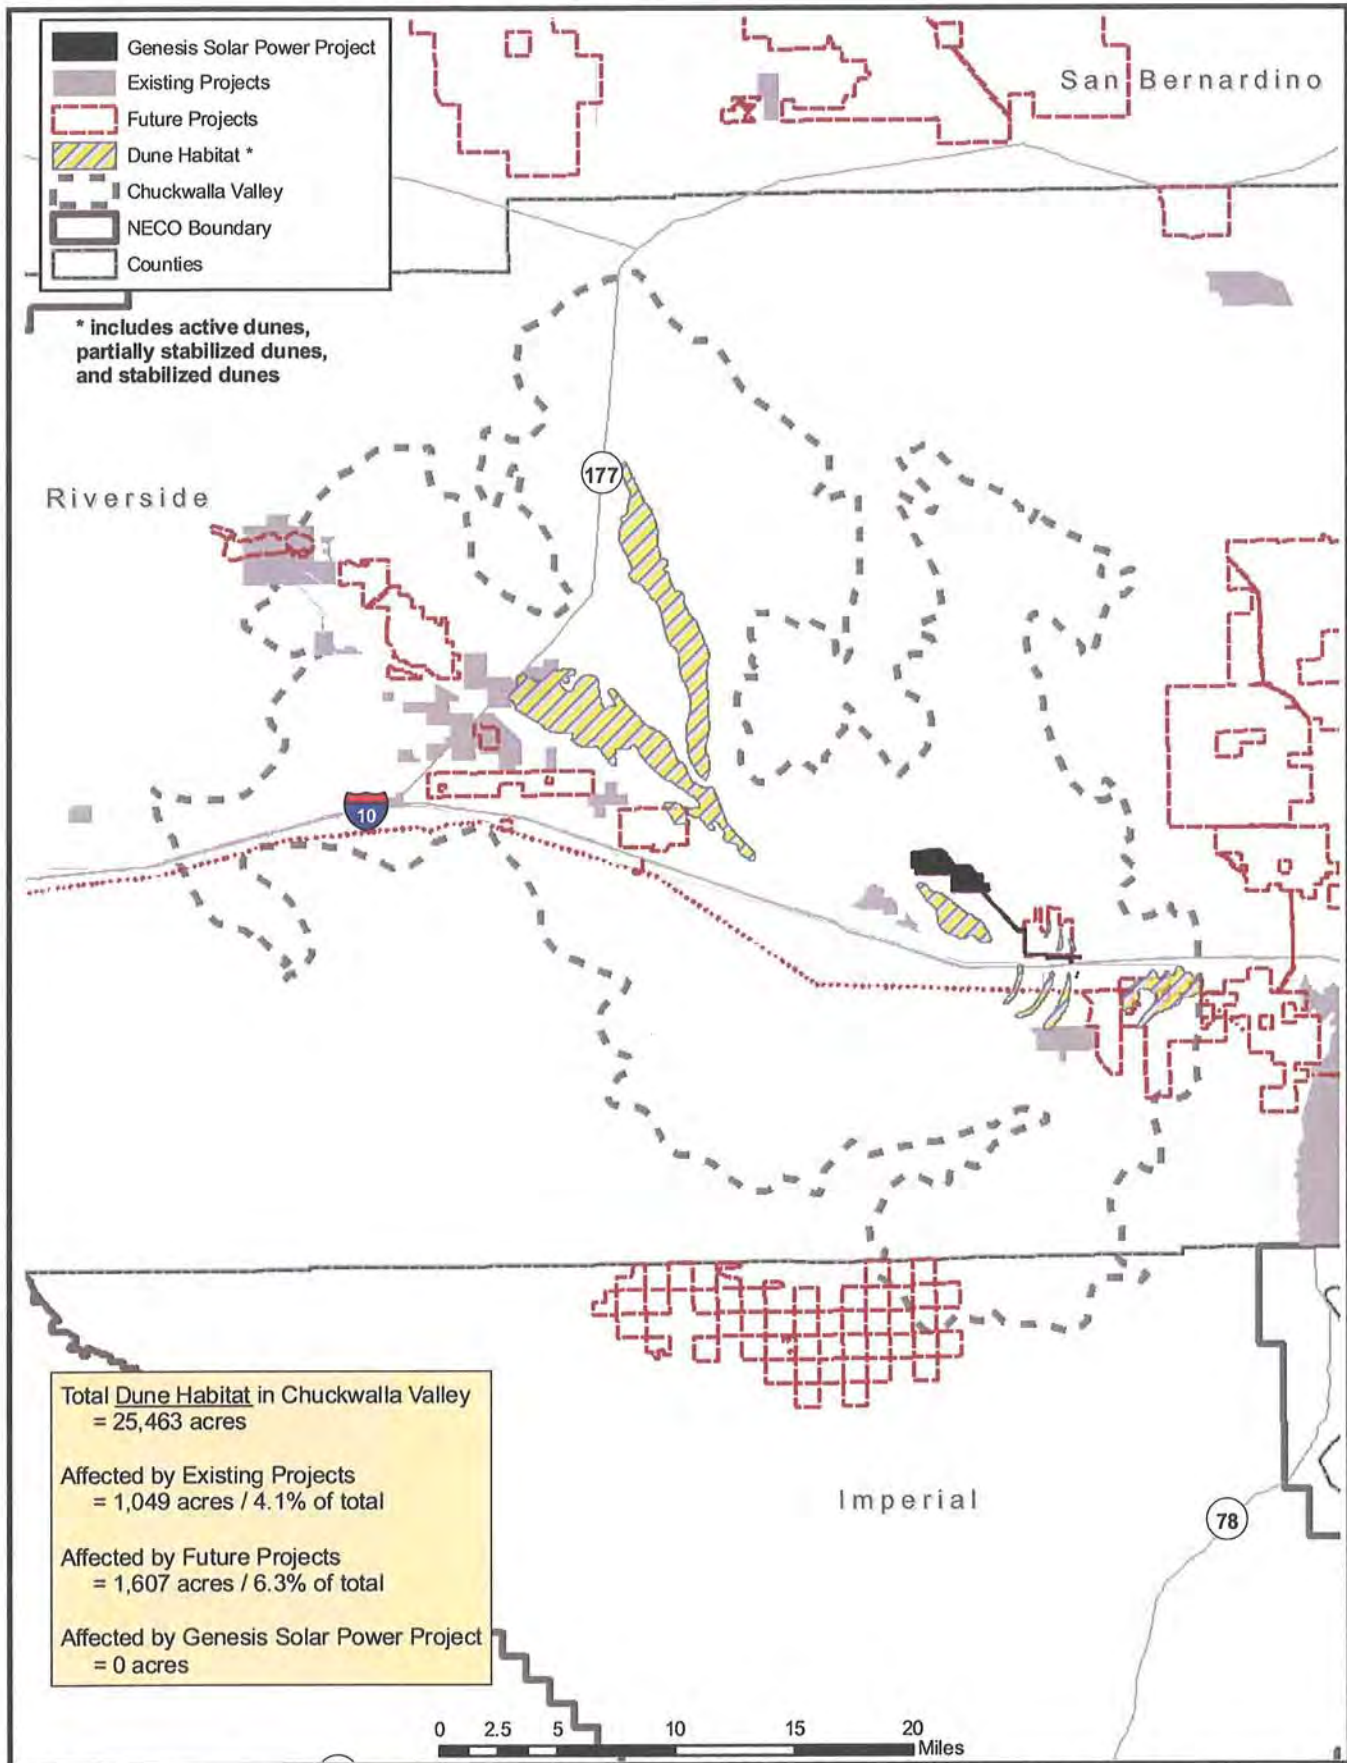 Genesis Solar Power Project
Existing Projects
Future Projects
Dune Habitat *
Chuckwalla Valley
NECO Boundary
Counties
* includes active dunes,
partially stabilized dunes,
and stabilized dunes
San Bernardino
Riverside
177
10
Total Dune Habitat in Chuckwalla Valley
= 25,463 acres
Affected by Existing Projects
= 1,049 acres / 4.1% of total
Affected by Future Projects
= 1,607 acres / 6.3% of total
Affected by Genesis Solar Power Project
= 0 acres
Imperial
78
0 2.5 5 10 15 20
Miles